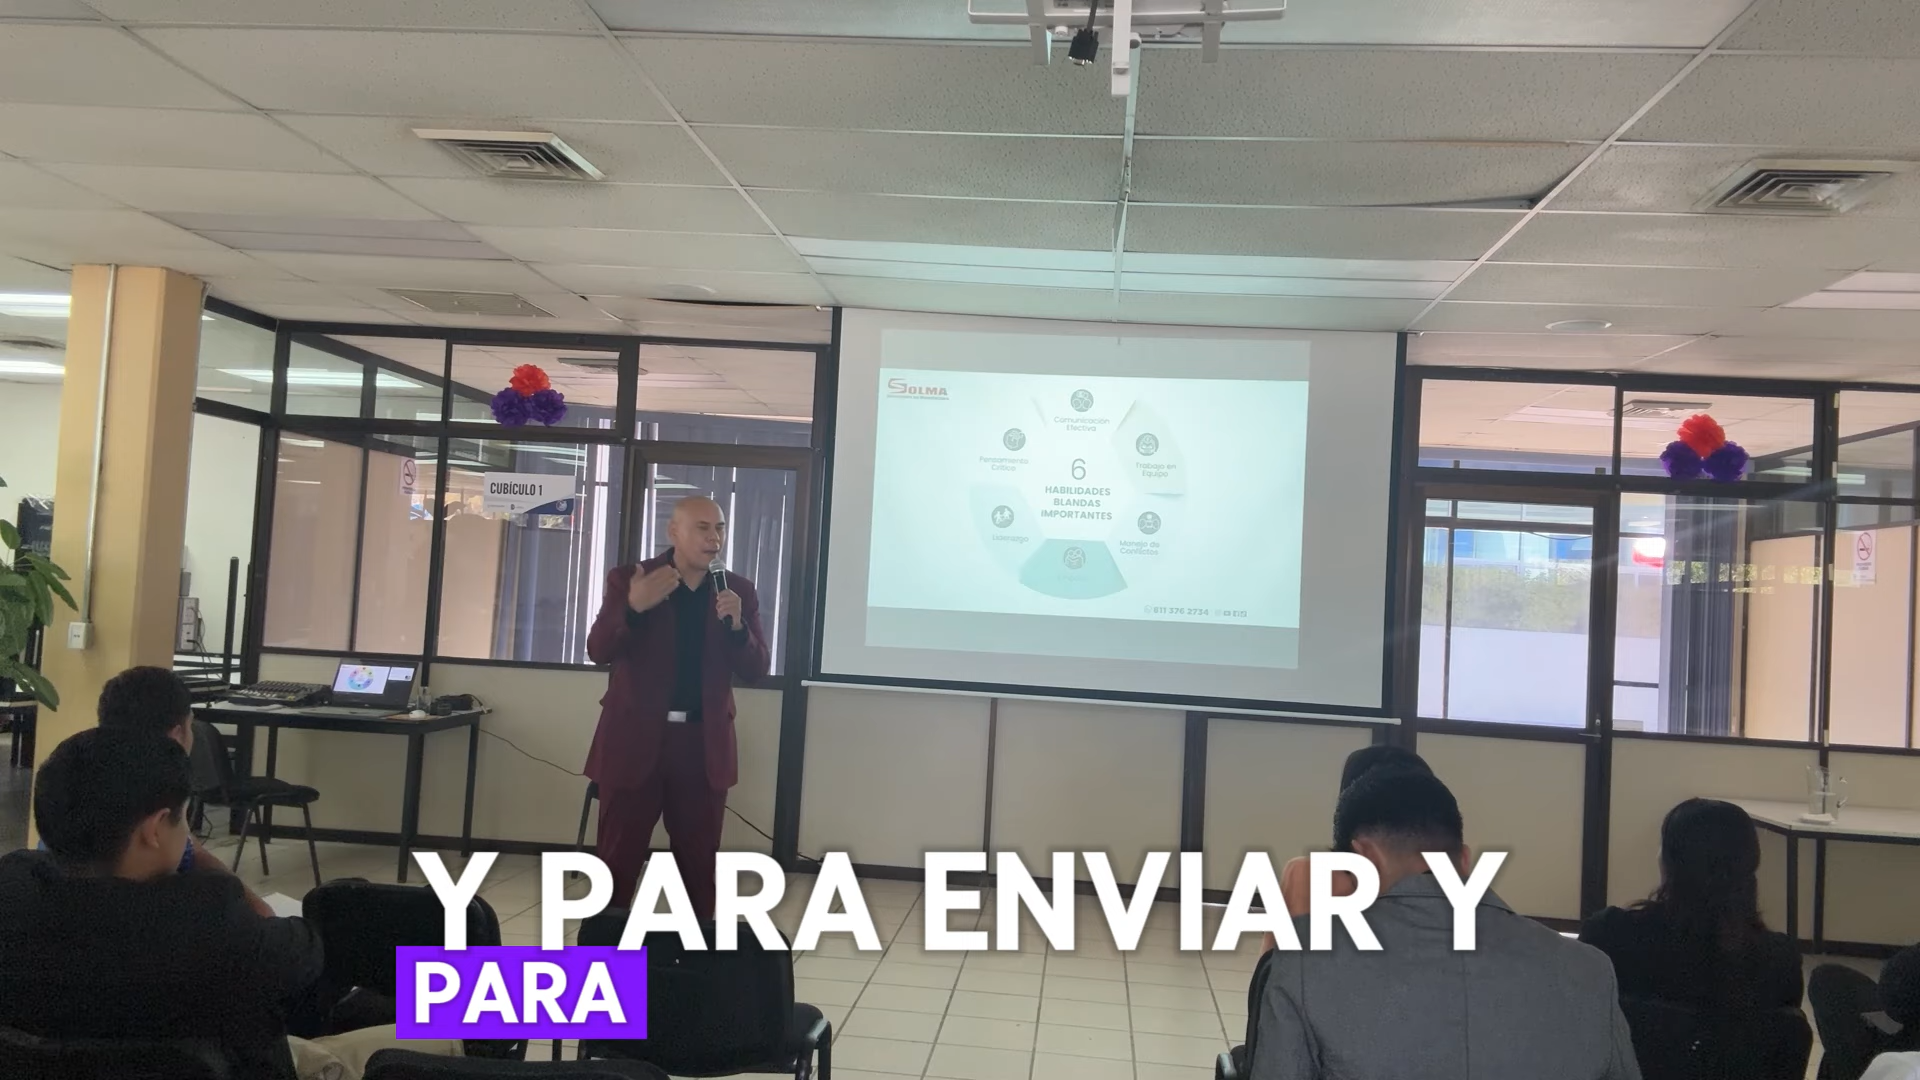 SOLMA
Comunicación
Efectiva
Pensamiento
Crítico
Trabajo en
Equipo
6
HABILIDADES
BLANDAS
IMPORTANTES
Liderazgo
Manejo de
Conflictos
811 376 2734
CUBÍCULO 1
Y PARA ENVIAR Y
PARA